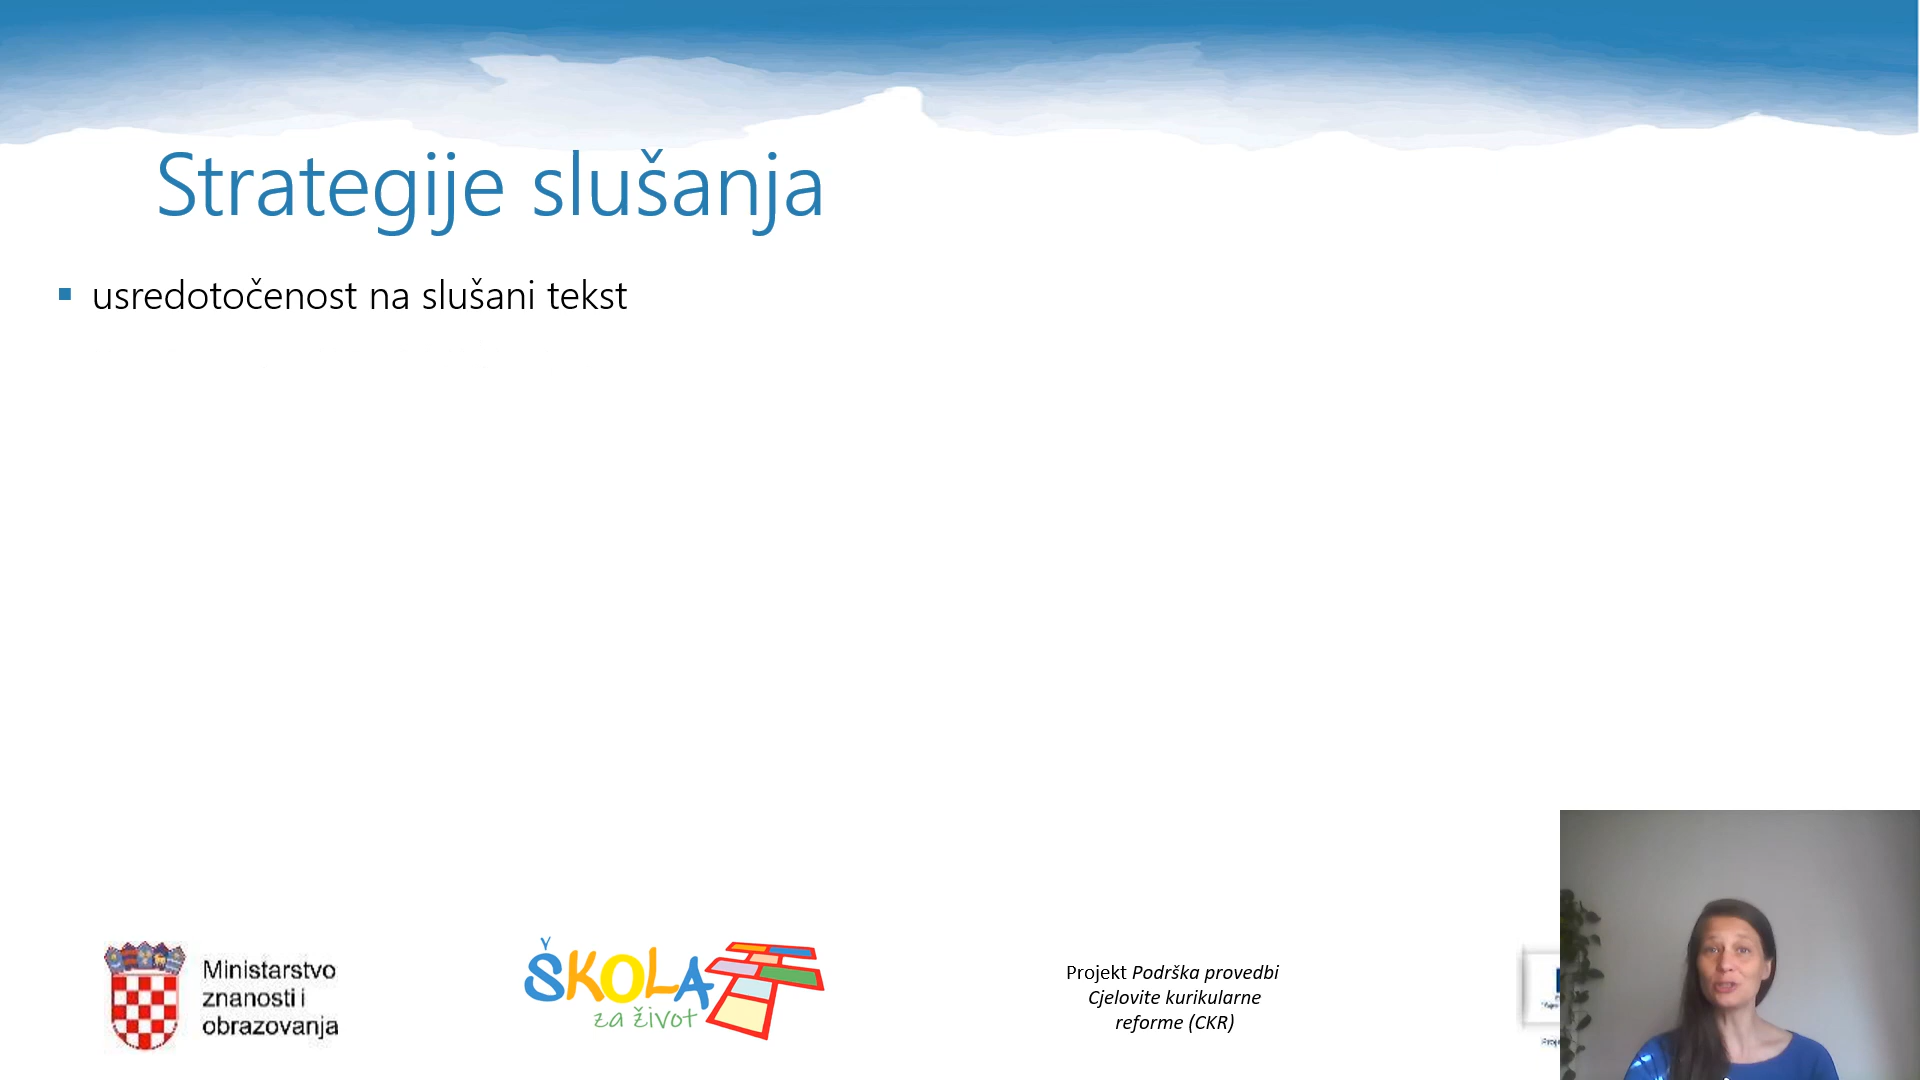 Strategije slušanja
usredotočenost na slušani tekst
Ministarstvo
znanosti i
obrazovanja
ŠKOLA
za život
Projekt Podrška provedbi
Cjelovite kurikularne
reforme (CKR)